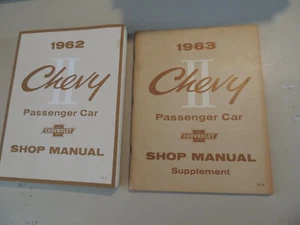 1962
Chevy II
Passenger Car
CHEVROLET
SHOP MANUAL
1963
Chevy II
Passenger Car
CHEVROLET
SHOP MANUAL
Supplement